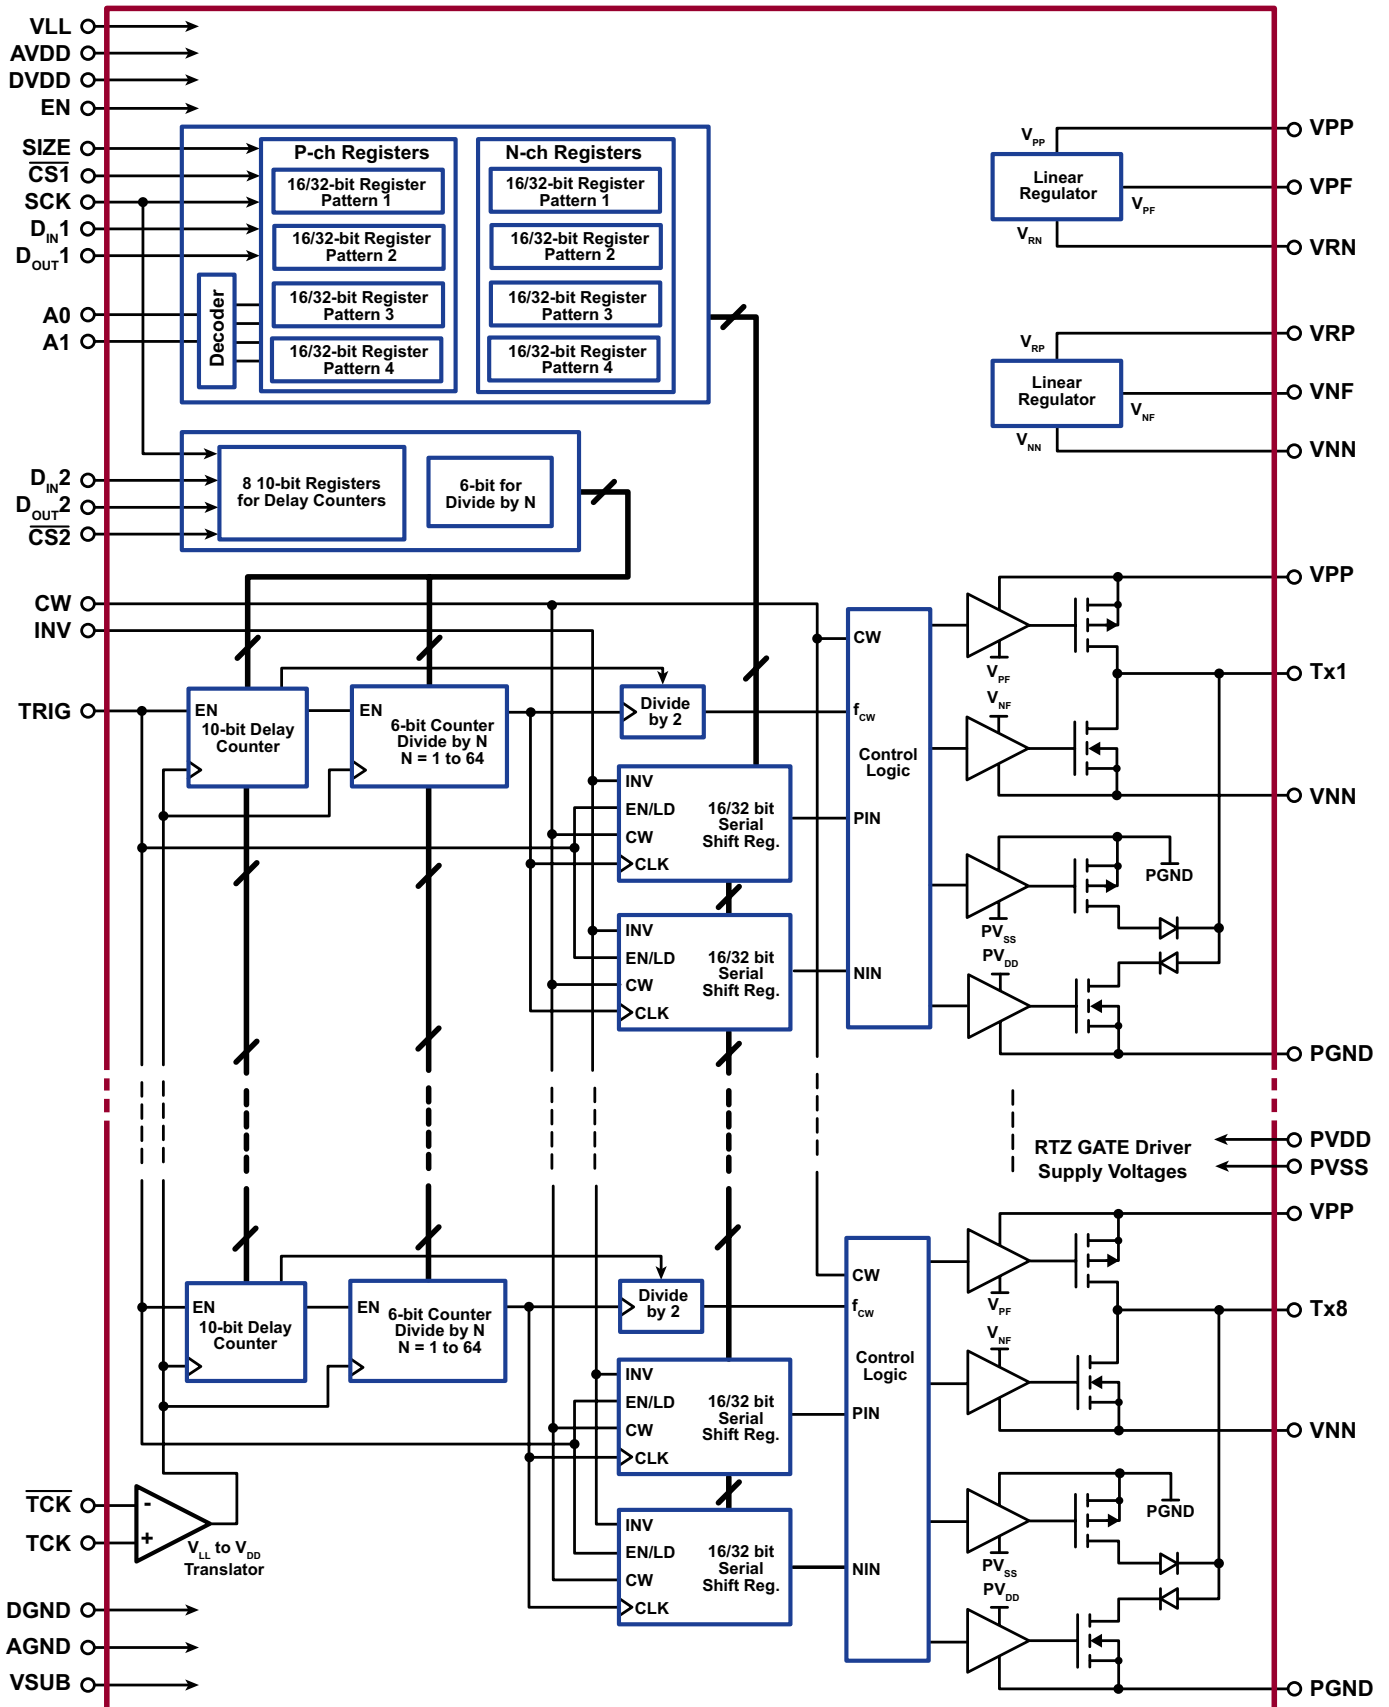 VLL
AVDD
DVDD
EN
SIZE
CS1
SCK
DIN1
DOUT1
A0
A1
Decoder
P-ch Registers
16/32-bit Register
Pattern 1
16/32-bit Register
Pattern 2
16/32-bit Register
Pattern 3
16/32-bit Register
Pattern 4
N-ch Registers
16/32-bit Register
Pattern 1
16/32-bit Register
Pattern 2
16/32-bit Register
Pattern 3
16/32-bit Register
Pattern 4
VPP
Linear
Regulator
VPF
VRN
VPP
VPF
VRN
VRP
Linear
Regulator
VNF
VNN
VRP
VNF
VNN
DIN2
DOUT2
CS2
8 10-bit Registers
for Delay Counters
6-bit for
Divide by N
CW
INV
TRIG
EN
10-bit Delay
Counter
EN
6-bit Counter
Divide by N
N = 1 to 64
Divide
by 2
INV
EN/LD
CW
CLK
16/32 bit
Serial
Shift Reg.
INV
EN/LD
CW
CLK
16/32 bit
Serial
Shift Reg.
CW
fCW
Control
Logic
PIN
NIN
VPF
VNF
PVSS
PVDD
PGND
VPP
Tx1
VNN
PGND
RTZ GATE Driver
Supply Voltages
PVDD
PVSS
EN
10-bit Delay
Counter
EN
6-bit Counter
Divide by N
N = 1 to 64
Divide
by 2
INV
EN/LD
CW
CLK
16/32 bit
Serial
Shift Reg.
INV
EN/LD
CW
CLK
16/32 bit
Serial
Shift Reg.
CW
fCW
Control
Logic
PIN
NIN
VPF
VNF
PVSS
PVDD
PGND
VPP
Tx8
VNN
PGND
TCK
TCK
-
+
VLL to VDD
Translator
DGND
AGND
VSUB